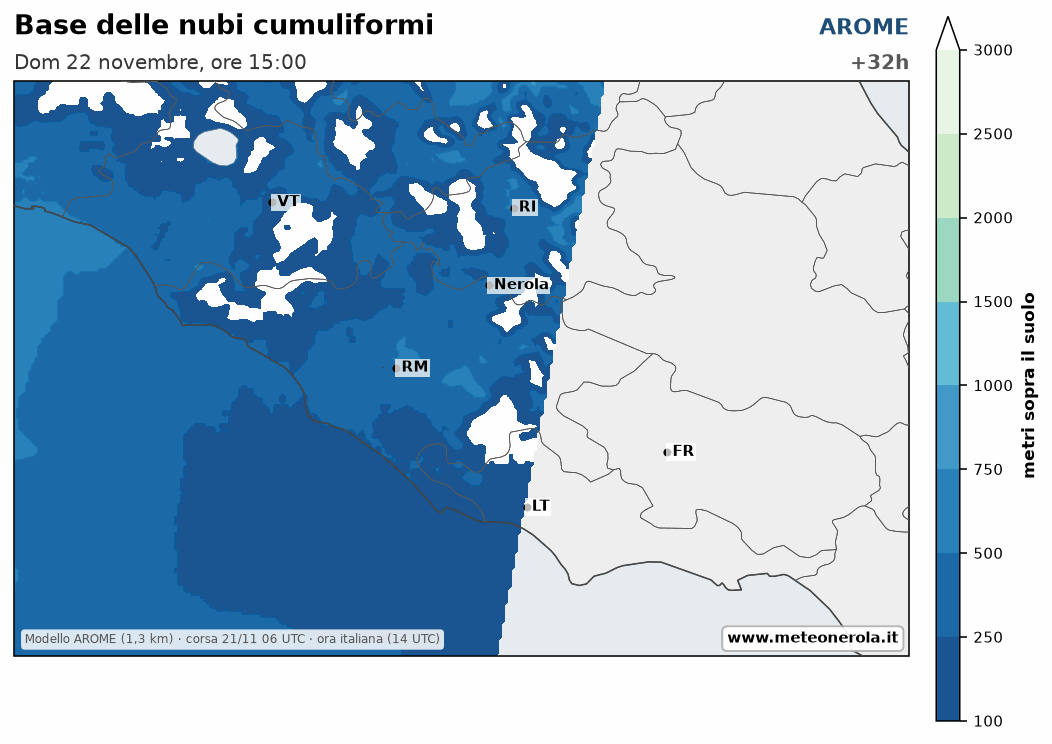 Base delle nubi cumuliformi
AROME
Dom 22 novembre, ore 15:00
+32h
VT
RI
Nerola
RM
FR
LT
Modello AROME (1,3 km) · corsa 21/11 06 UTC · ora italiana (14 UTC)
www.meteonerola.it
3000
2500
2000
1500
1000
750
500
250
100
metri sopra il suolo